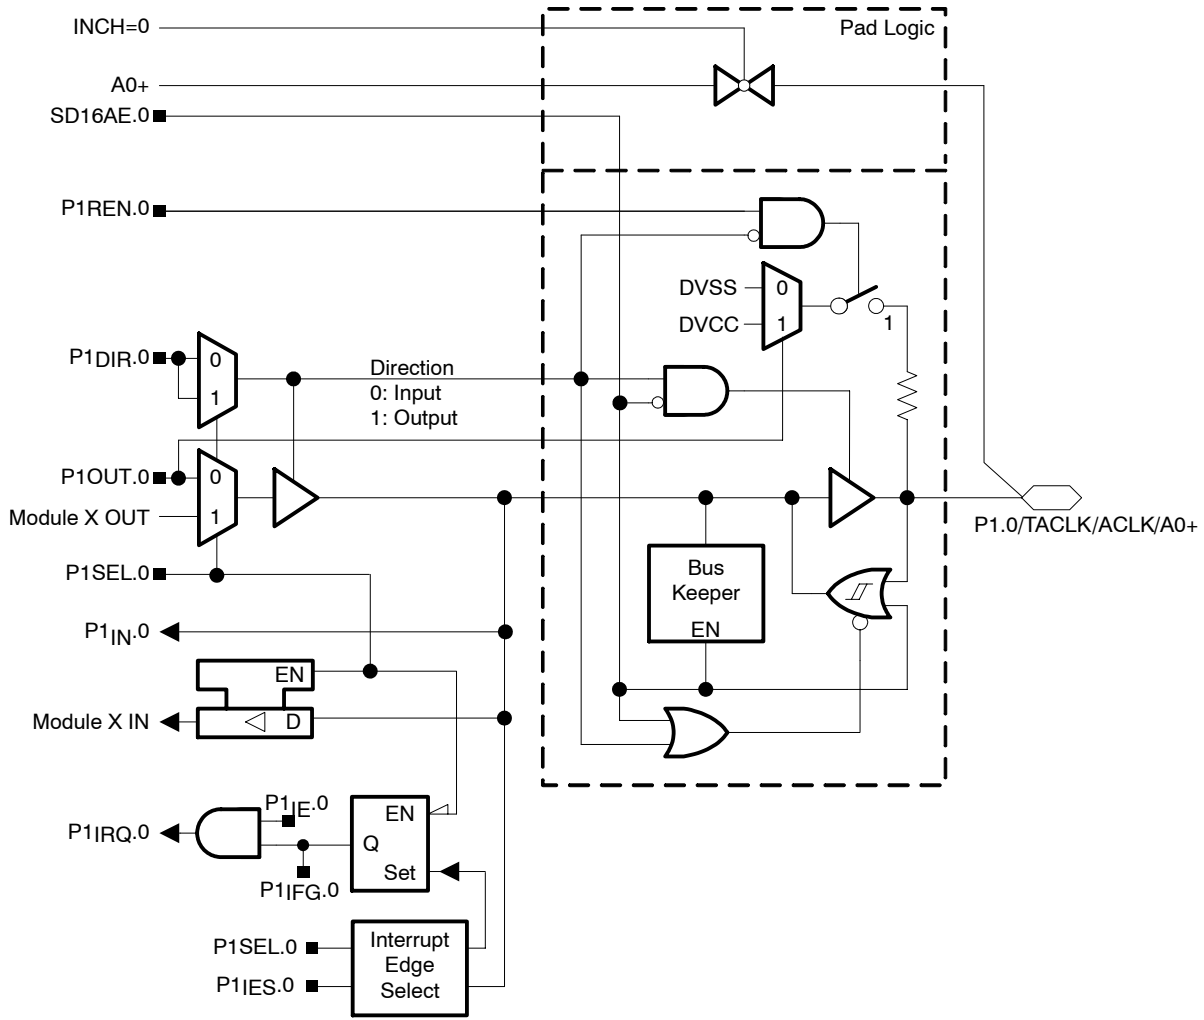 INCH=0
Pad Logic
A0+
SD16AE.0
P1REN.0
DVSS
0
DVCC
1
1
P1DIR.0
0
1
Direction
0: Input
1: Output
P1OUT.0
0
Module X OUT
1
P1.0/TACLK/ACLK/A0+
P1SEL.0
Bus
Keeper
EN
P1IN.0
EN
Module X IN
D
P1IE.0
EN
P1IRQ.0
Q
Set
P1IFG.0
P1SEL.0
P1IES.0
Interrupt
Edge
Select